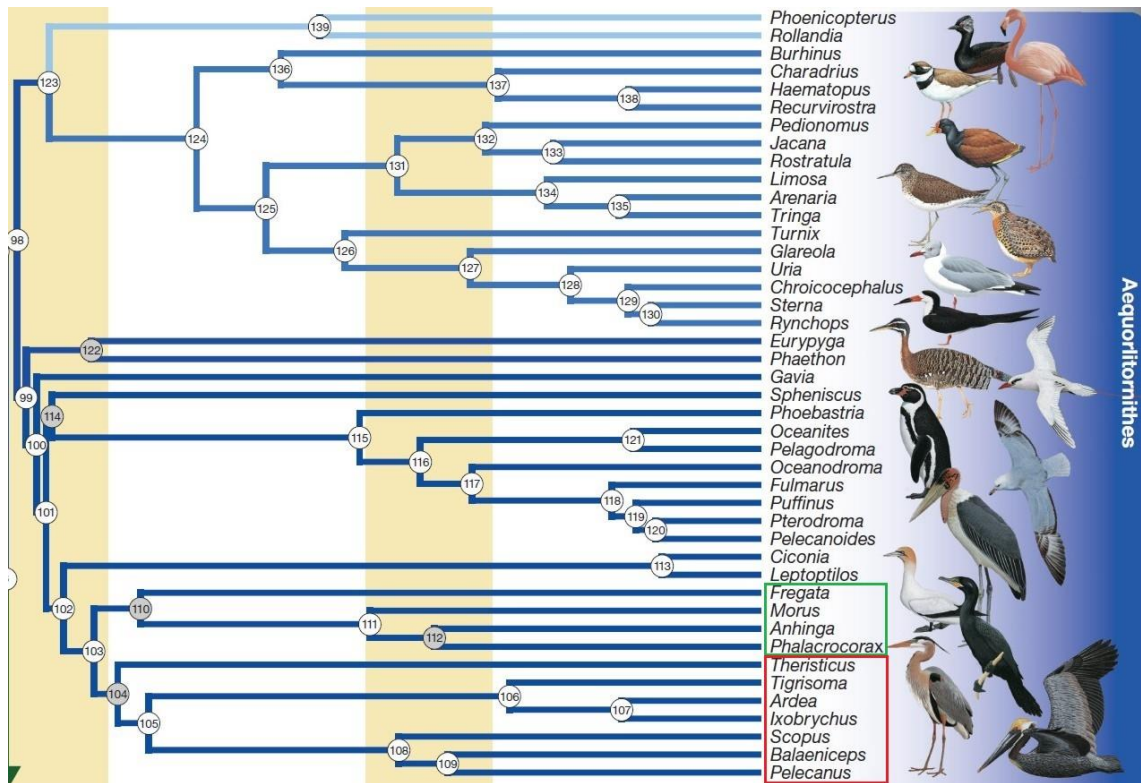 Phoenicopterus
139
Rollandia
Burhinus
136
Charadrius
123
137
Haematopus
138
Recurvirostra
Pedionomus
124
132
Jacana
133
Rostratula
131
Limosa
134
Arenaria
135
Tringa
125
Turnix
98
126
Glareola
127
Uria
128
Chroicocephalus
129
Sterna
130
Rynchops
Eurypyga
122
Phaethon
Gavia
99
Spheniscus
114
Phoebastria
115
Oceanites
100
121
Pelagodroma
116
Oceanodroma
117
Fulmarus
118
Puffinus
101
119
Pterodroma
120
Pelecanoides
Ciconia
113
Leptoptilos
Fregata
102
110
Morus
111
Anhinga
112
Phalacrocorax
103
Theristicus
104
Tigrisoma
106
Ardea
107
Ixobrychus
105
Scopus
108
Balaeniceps
109
Pelecanus
Aequorlitornithes